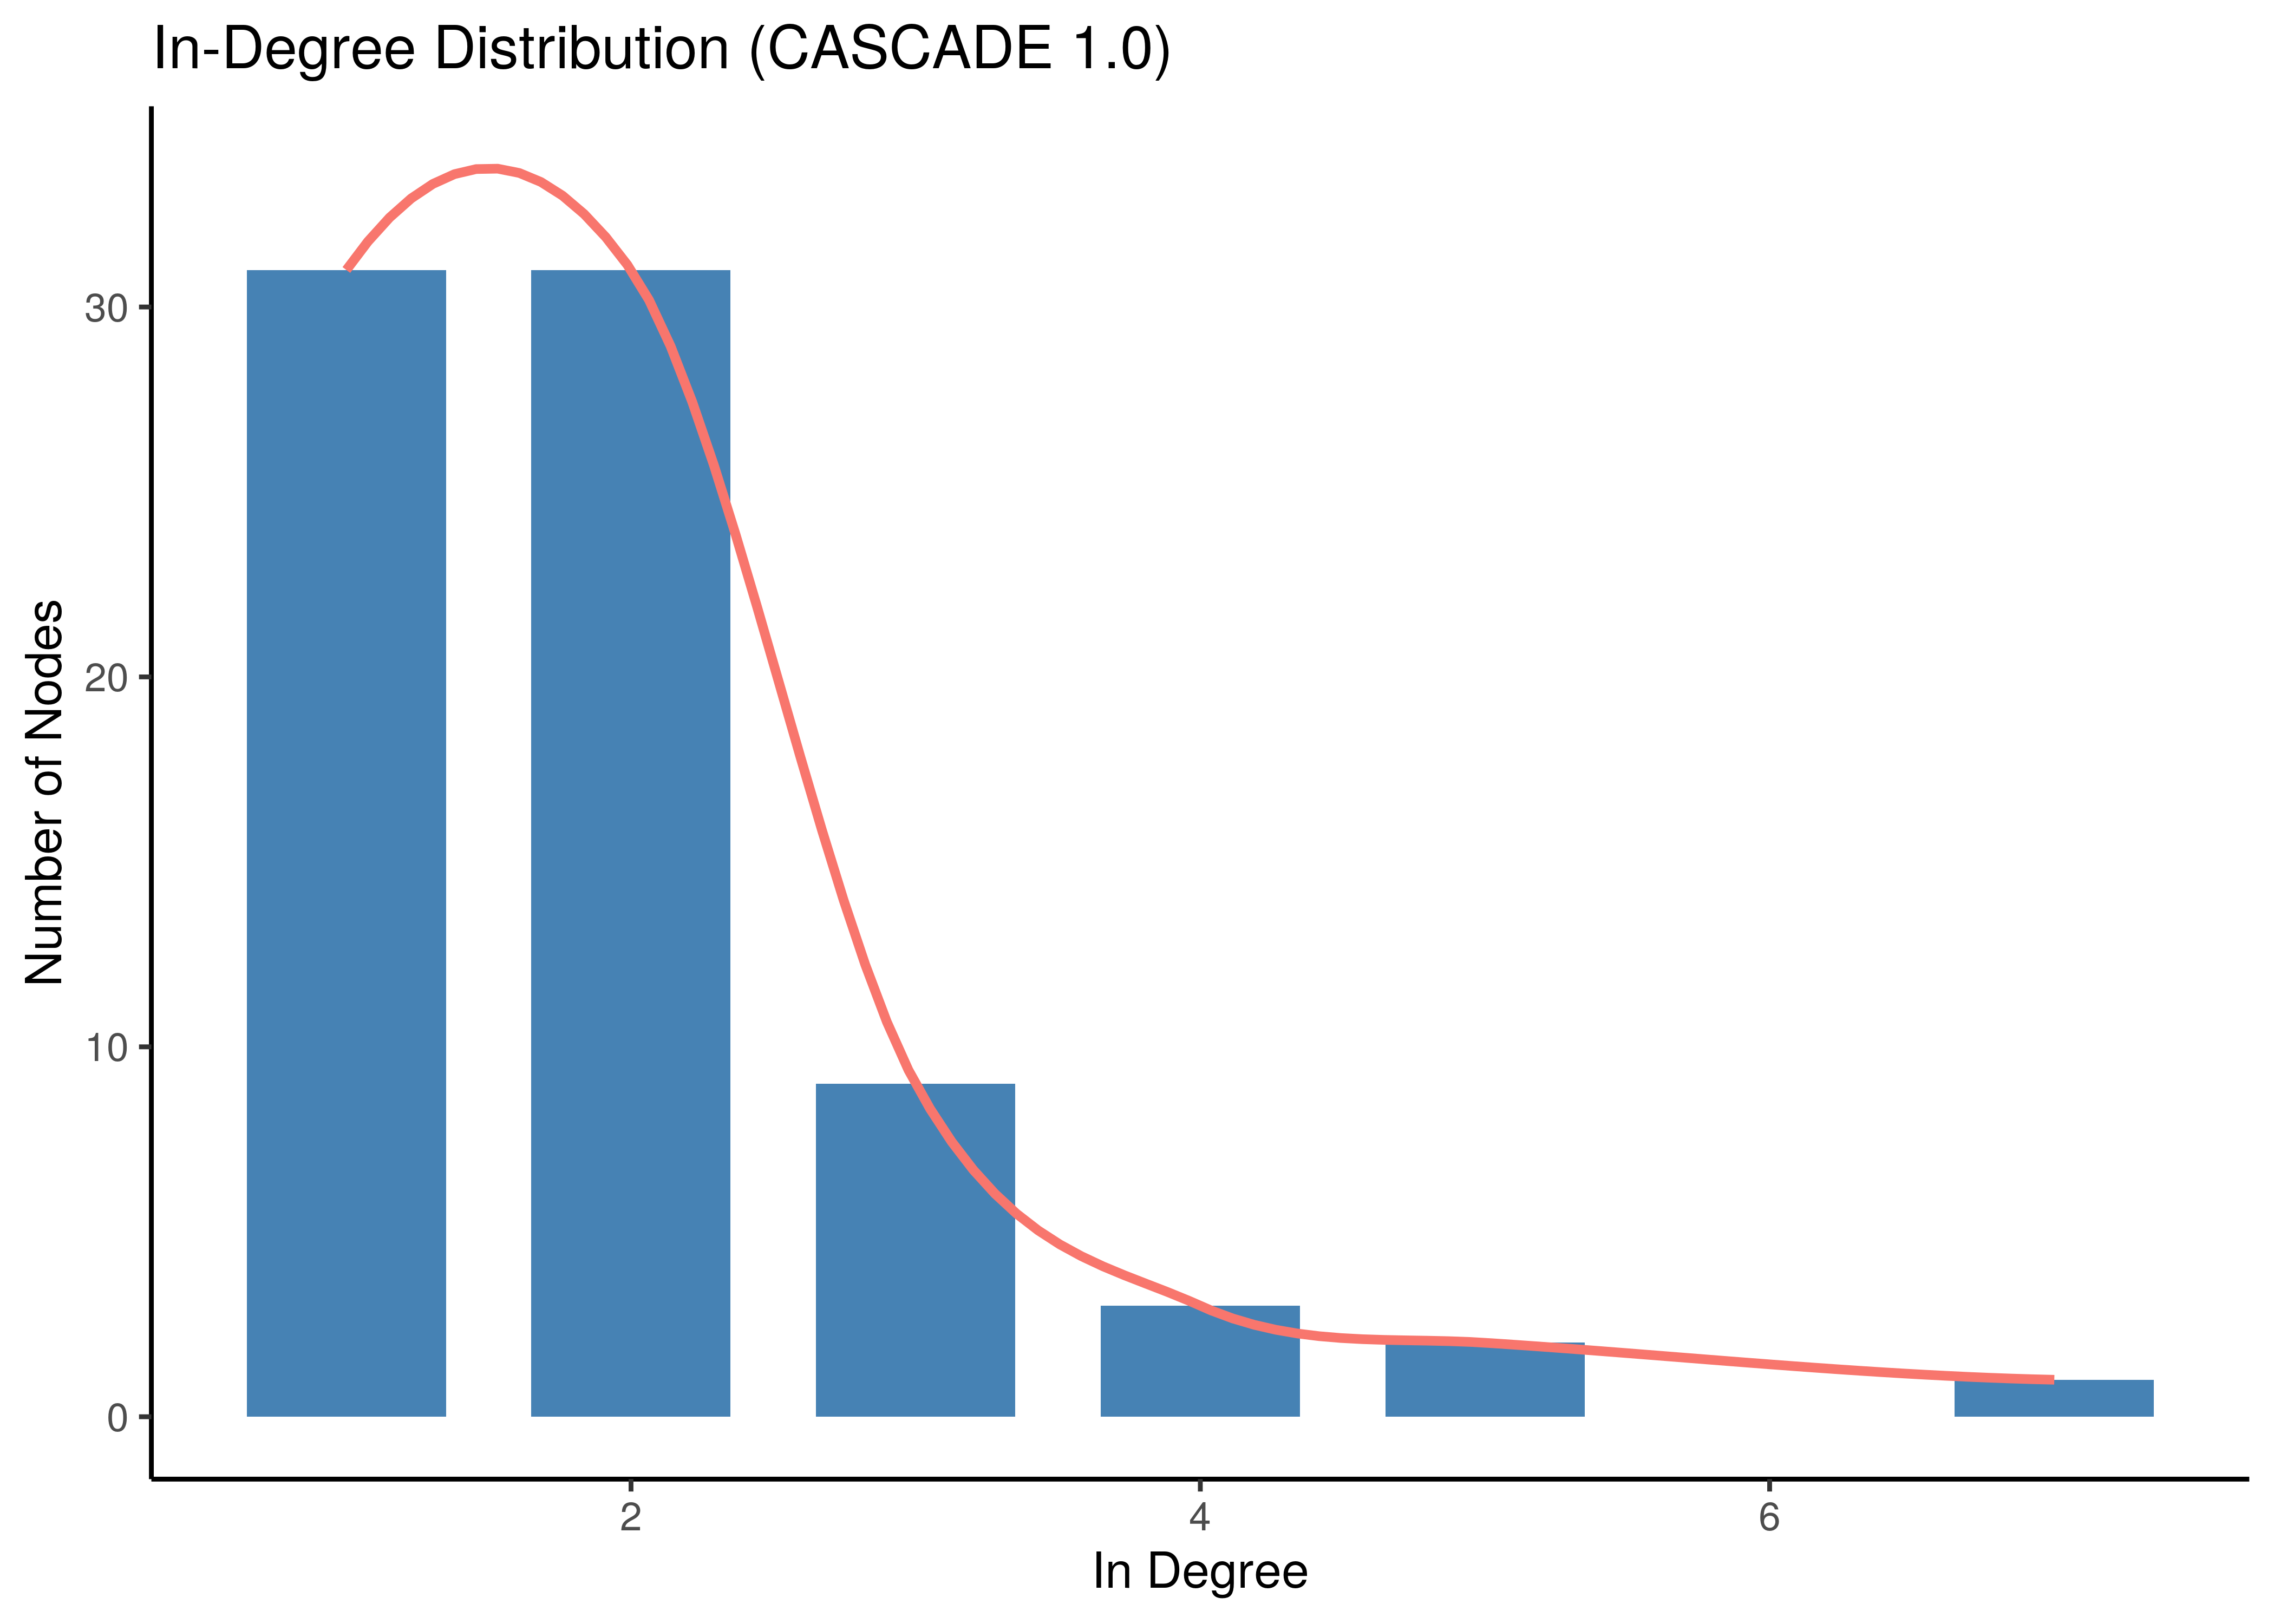 In-Degree Distribution (CASCADE 1.0)
Number of Nodes
30
20
10
0
2
4
6
In Degree